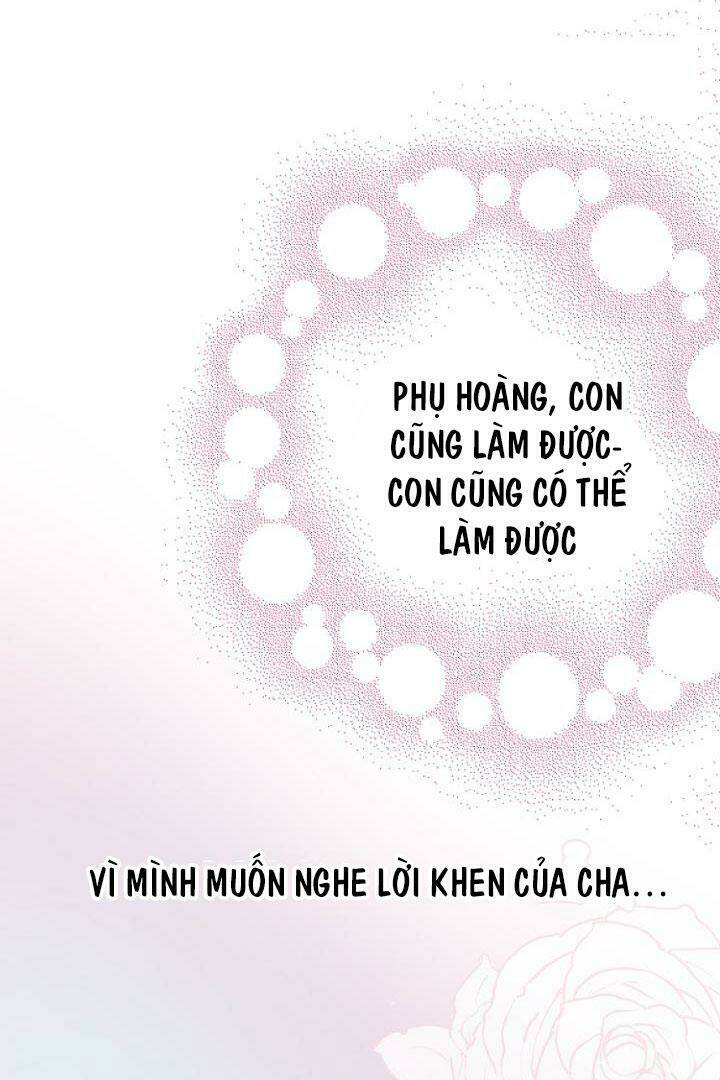 PHỤ HOÀNG, CON
CŨNG LÀM ĐƯỢC-
CON CŨNG CÓ THỂ
LÀM ĐƯỢC
VÌ MÌNH MUỐN NGHE LỜI KHEN CỦA CHA...